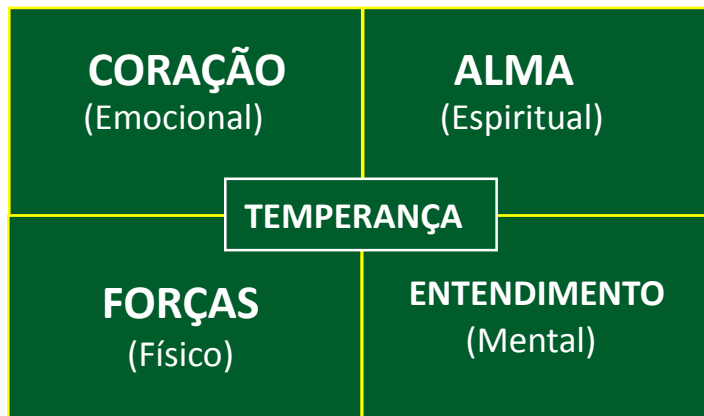 CORAÇÃO
(Emocional)
ALMA
(Espiritual)
TEMPERANÇA
FORÇAS
(Físico)
ENTENDIMENTO
(Mental)